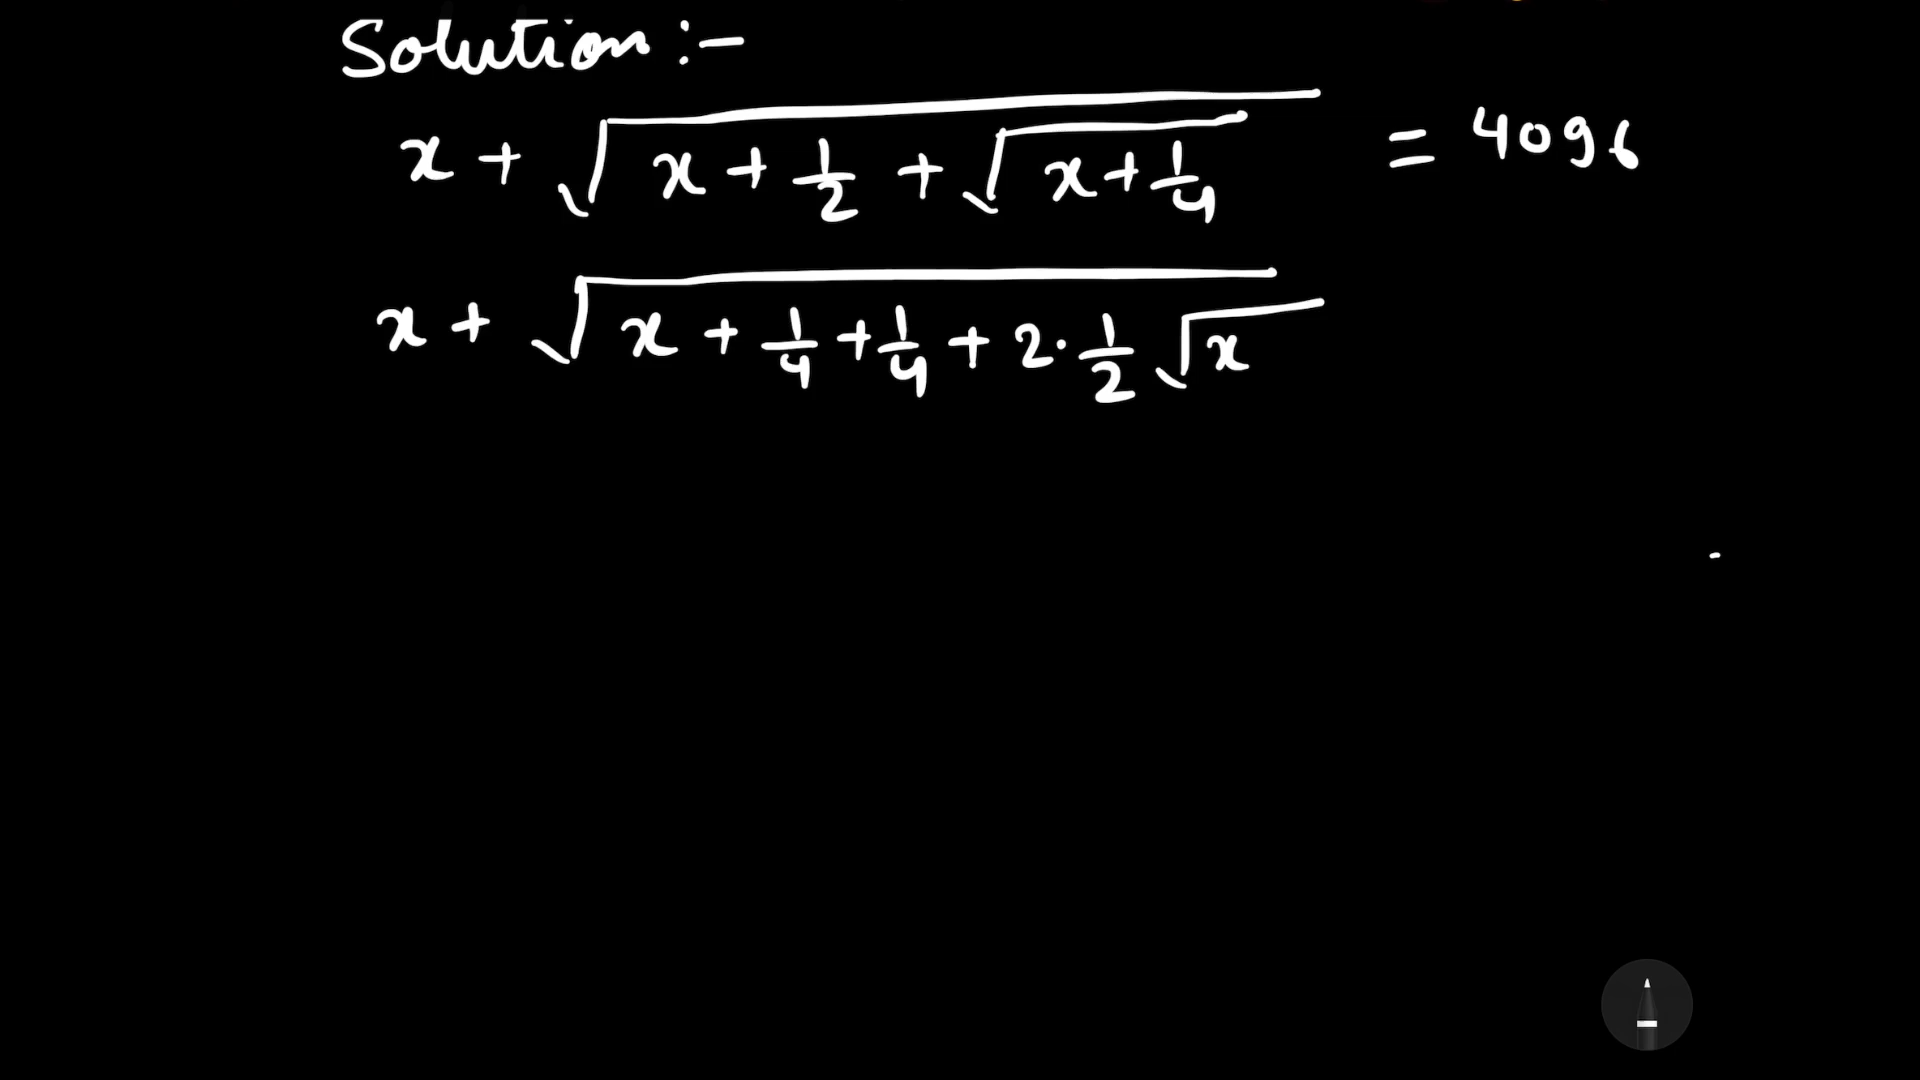 Solution :-
x + √(x + 1/2 + √(x + 1/4)) = 4096
x + √(x + 1/4 + 1/4 + 2 · 1/2 √x